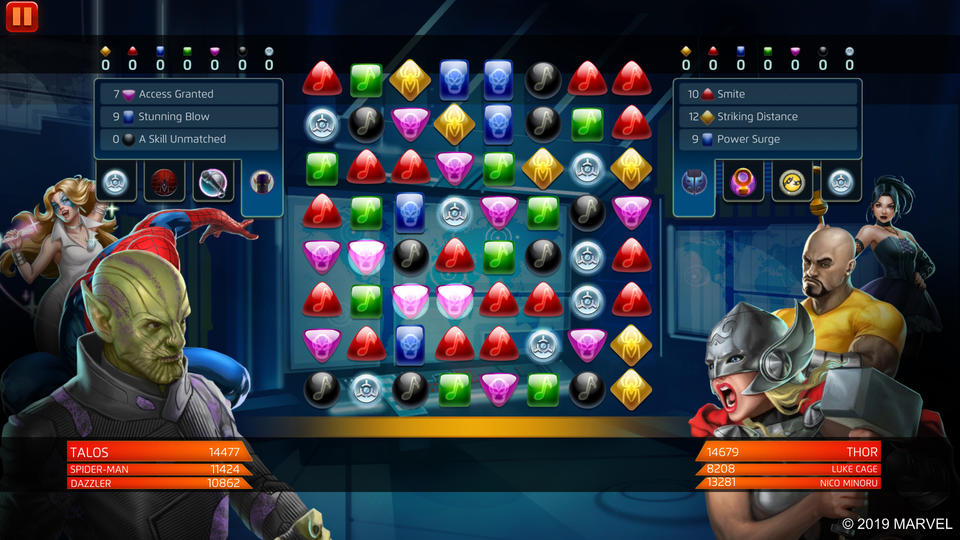 0 0 0 0 0 0 0
0 0 0 0 0 0 0
7 Access Granted
9 Stunning Blow
0 A Skill Unmatched
10 Smite
12 Striking Distance
9 Power Surge
TALOS 14477
SPIDER-MAN 11424
DAZZLER 10862
14679 THOR
8208 LUKE CAGE
13281 NICO MINORU
© 2019 MARVEL